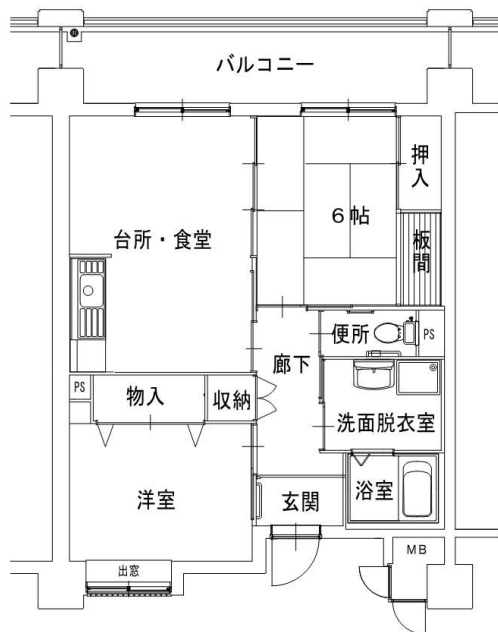 バルコニー
押入
台所・食堂
6帖
板間
便所
PS
廊下
PS
物入
収納
洗面脱衣室
洋室
玄関
浴室
出窓
MB